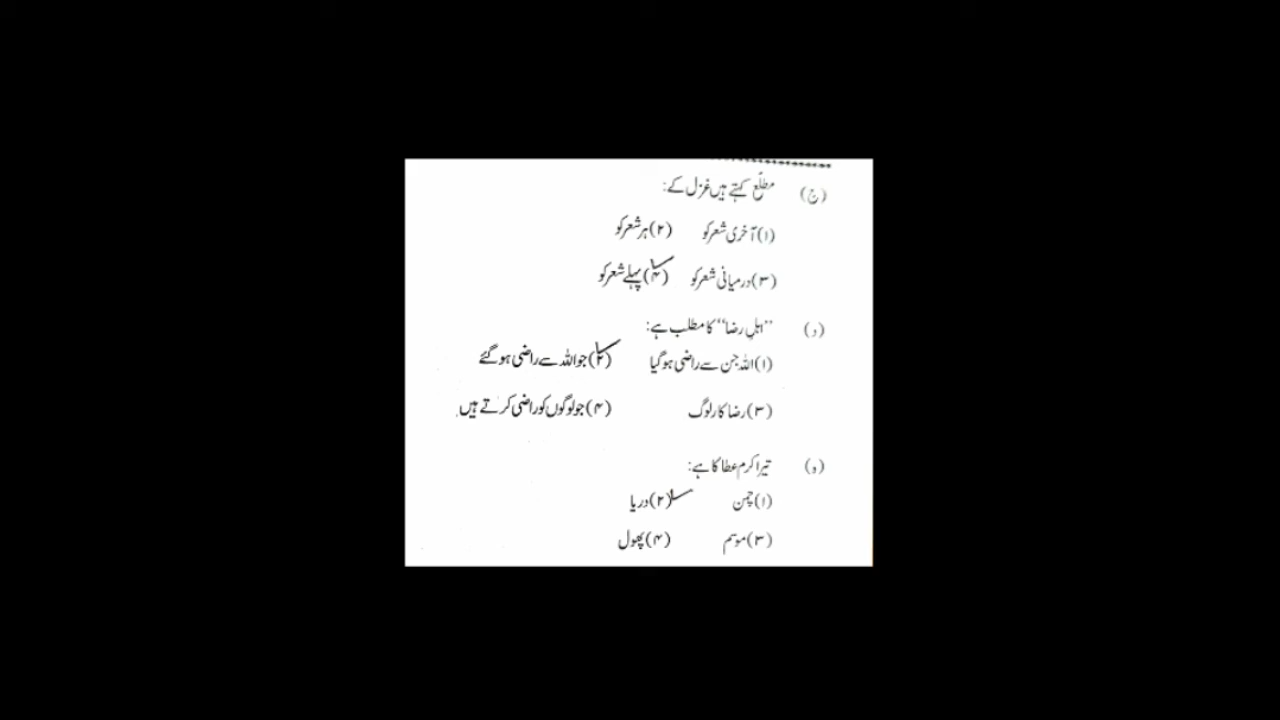 (ج) مطلع کہتے ہیں غزل کے:
(۱) آخری شعر کو (۲) ہر شعر کو
(۳) درمیانی شعر کو (۴) پہلے شعر کو
(د) ’’اہلِ رضا‘‘ کا مطلب ہے:
(۱) اللہ جن سے راضی ہو گیا (۲) جو اللہ سے راضی ہو گئے
(۳) رضا کار لوگ (۴) جو لوگوں کو راضی کرتے ہیں
(ہ) تیرا کرم عطا کا ہے:
(۱) چمن (۲) دریا
(۳) موسم (۴) پھول